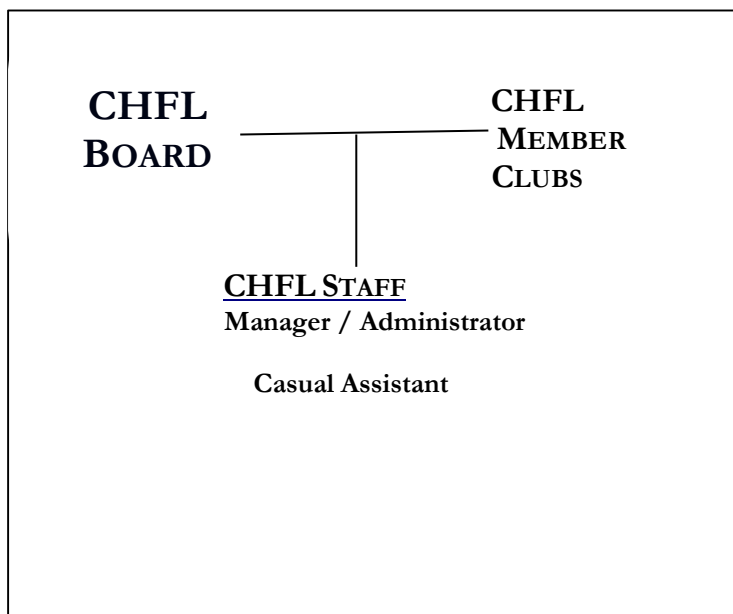 CHFL
BOARD
CHFL
MEMBER
CLUBS
CHFL STAFF
Manager / Administrator
Casual Assistant